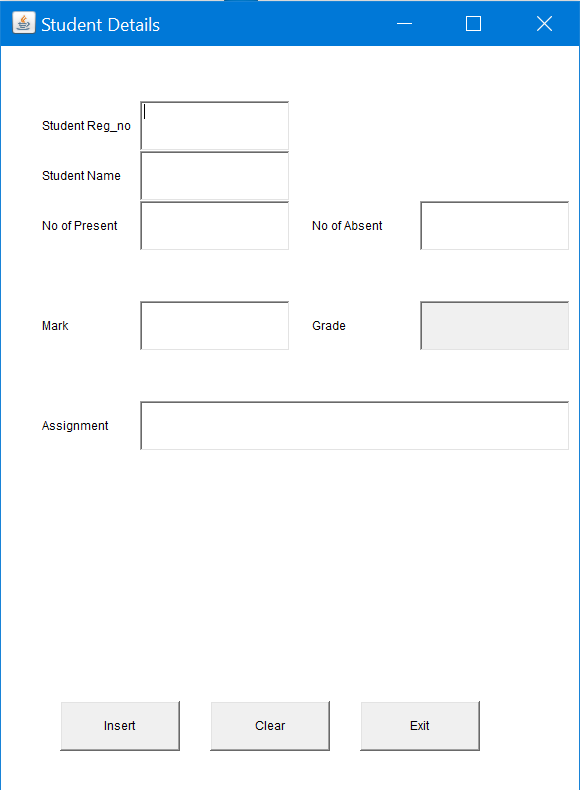 Student Details
Student Reg_no
Student Name
No of Present No of Absent
Mark Grade
Assignment
Insert Clear Exit